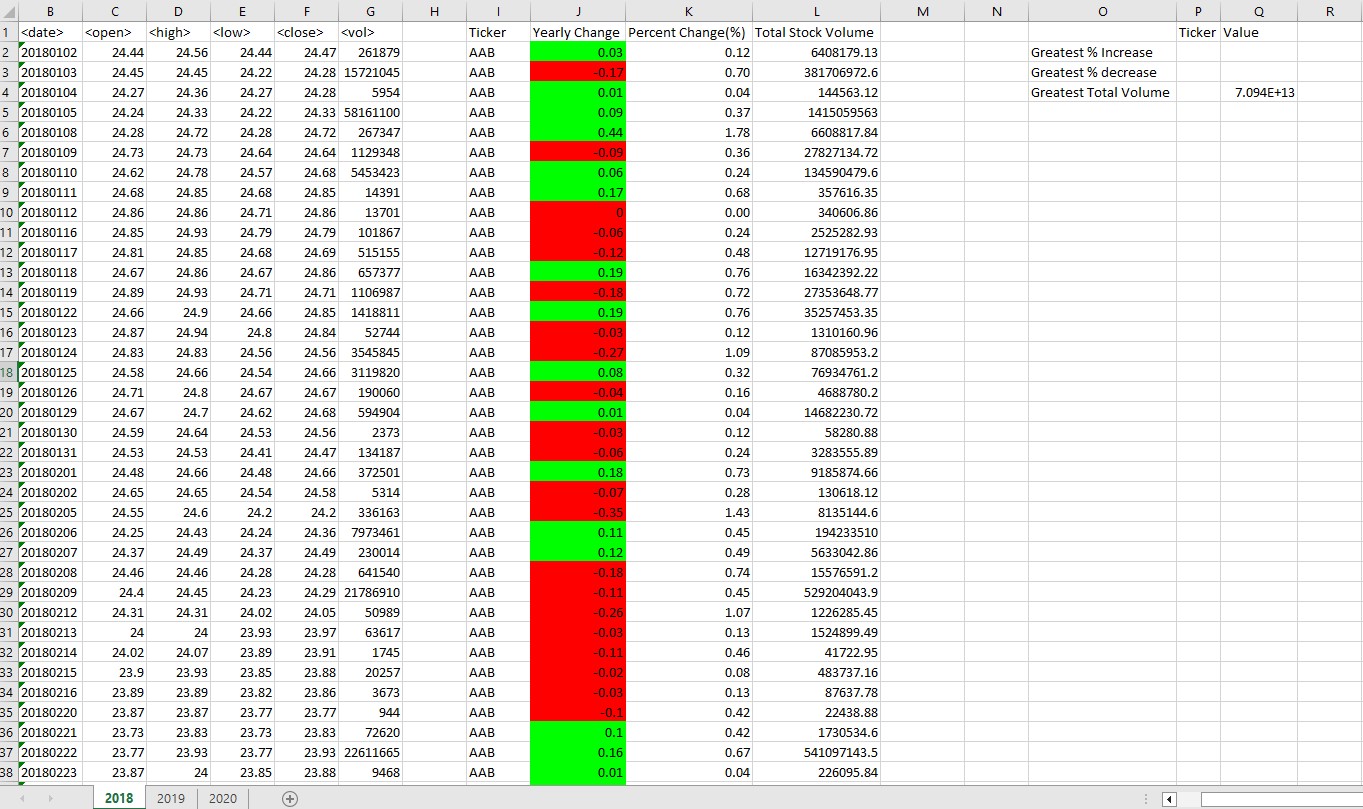 B C D E F G H I J K L M N O P Q R
1 <date> <open> <high> <low> <close> <vol> Ticker Yearly Change Percent Change(%) Total Stock Volume Ticker Value
2 20180102 24.44 24.56 24.44 24.47 261879 AAB 0.03 0.12 6408179.13 Greatest % Increase
3 20180103 24.45 24.45 24.22 24.28 15721045 AAB -0.17 0.70 381706972.6 Greatest % decrease
4 20180104 24.27 24.36 24.27 24.28 5954 AAB 0.01 0.04 144563.12 Greatest Total Volume 7.094E+13
5 20180105 24.24 24.33 24.22 24.33 58161100 AAB 0.09 0.37 1415059563
6 20180108 24.28 24.72 24.28 24.72 267347 AAB 0.44 1.78 6608817.84
7 20180109 24.73 24.73 24.64 24.64 1129348 AAB -0.09 0.36 27827134.72
8 20180110 24.62 24.78 24.57 24.68 5453423 AAB 0.06 0.24 134590479.6
9 20180111 24.68 24.85 24.68 24.85 14391 AAB 0.17 0.68 357616.35
10 20180112 24.86 24.86 24.71 24.86 13701 AAB 0 0.00 340606.86
11 20180116 24.85 24.93 24.79 24.79 101867 AAB -0.06 0.24 2525282.93
12 20180117 24.81 24.85 24.68 24.69 515155 AAB -0.12 0.48 12719176.95
13 20180118 24.67 24.86 24.67 24.86 657377 AAB 0.19 0.76 16342392.22
14 20180119 24.89 24.93 24.71 24.71 1106987 AAB -0.18 0.72 27353648.77
15 20180122 24.66 24.9 24.66 24.85 1418811 AAB 0.19 0.76 35257453.35
16 20180123 24.87 24.94 24.8 24.84 52744 AAB -0.03 0.12 1310160.96
17 20180124 24.83 24.83 24.56 24.56 3545845 AAB -0.27 1.09 87085953.2
18 20180125 24.58 24.66 24.54 24.66 3119820 AAB 0.08 0.32 76934761.2
19 20180126 24.71 24.8 24.67 24.67 190060 AAB -0.04 0.16 4688780.2
20 20180129 24.67 24.7 24.62 24.68 594904 AAB 0.01 0.04 14682230.72
21 20180130 24.59 24.64 24.53 24.56 2373 AAB -0.03 0.12 58280.88
22 20180131 24.53 24.53 24.41 24.47 134187 AAB -0.06 0.24 3283555.89
23 20180201 24.48 24.66 24.48 24.66 372501 AAB 0.18 0.73 9185874.66
24 20180202 24.65 24.65 24.54 24.58 5314 AAB -0.07 0.28 130618.12
25 20180205 24.55 24.6 24.2 24.2 336163 AAB -0.35 1.43 8135144.6
26 20180206 24.25 24.43 24.24 24.36 7973461 AAB 0.11 0.45 194233510
27 20180207 24.37 24.49 24.37 24.49 230014 AAB 0.12 0.49 5633042.86
28 20180208 24.46 24.46 24.28 24.28 641540 AAB -0.18 0.74 15576591.2
29 20180209 24.4 24.45 24.23 24.29 21786910 AAB -0.11 0.45 529204043.9
30 20180212 24.31 24.31 24.02 24.05 50989 AAB -0.26 1.07 1226285.45
31 20180213 24 24 23.93 23.97 63617 AAB -0.03 0.13 1524899.49
32 20180214 24.02 24.07 23.89 23.91 1745 AAB -0.11 0.46 41722.95
33 20180215 23.9 23.93 23.85 23.88 20257 AAB -0.02 0.08 483737.16
34 20180216 23.89 23.89 23.82 23.86 3673 AAB -0.03 0.13 87637.78
35 20180220 23.87 23.87 23.77 23.77 944 AAB -0.1 0.42 22438.88
36 20180221 23.73 23.83 23.73 23.83 72620 AAB 0.1 0.42 1730534.6
37 20180222 23.77 23.93 23.77 23.93 22611665 AAB 0.16 0.67 541097143.5
38 20180223 23.87 24 23.85 23.88 9468 AAB 0.01 0.04 226095.84
2018 2019 2020